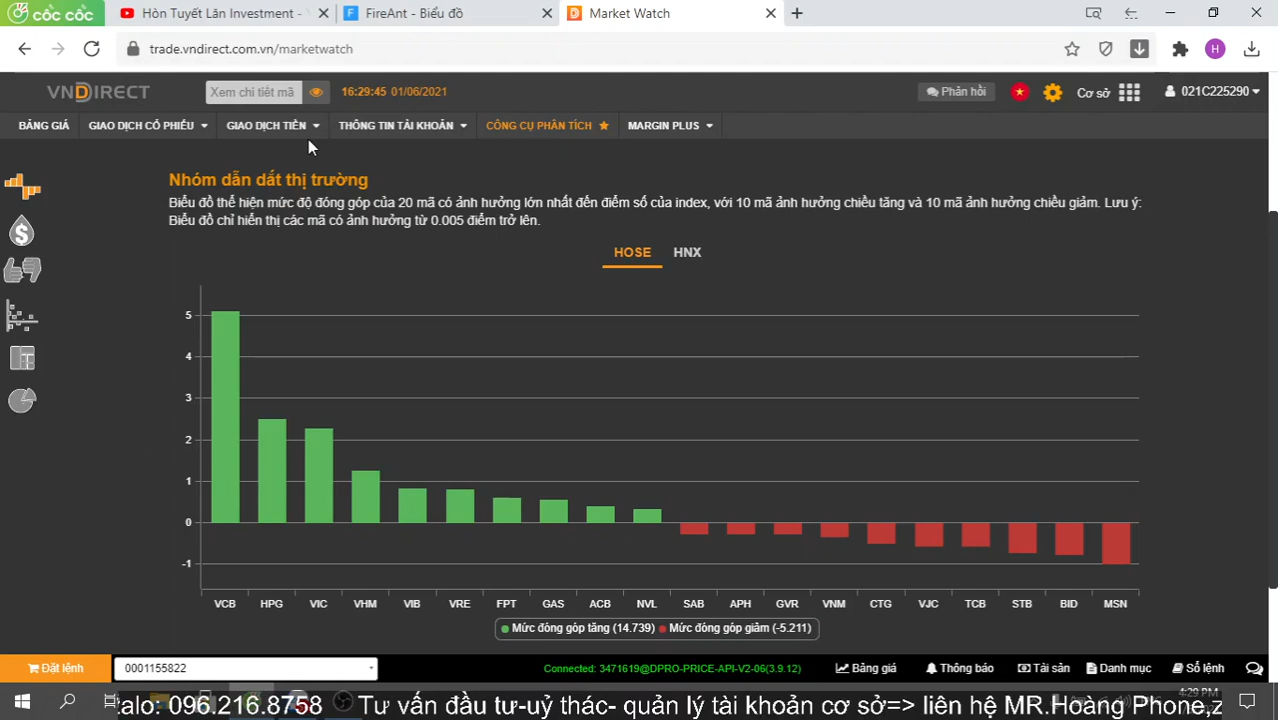 cốc cốc
Hòn Tuyết Lăn Investment -
FireAnt - Biểu đồ
Market Watch
trade.vndirect.com.vn/marketwatch
H
VNDIRECT
Xem chi tiết mã
16:29:45 01/06/2021
Phản hồi
Cơ sở
021C225290
BẢNG GIÁ
GIAO DỊCH CỔ PHIẾU
GIAO DỊCH TIỀN
THÔNG TIN TÀI KHOẢN
CÔNG CỤ PHÂN TÍCH
MARGIN PLUS
Nhóm dẫn dắt thị trường
Biểu đồ thể hiện mức độ đóng góp của 20 mã có ảnh hưởng lớn nhất đến điểm số của index, với 10 mã ảnh hưởng chiều tăng và 10 mã ảnh hưởng chiều giảm. Lưu ý:
Biểu đồ chỉ hiển thị các mã có ảnh hưởng từ 0.005 điểm trở lên.
HOSE HNX
5
4
3
2
1
0
-1
VCB HPG VIC VHM VIB VRE FPT GAS ACB NVL SAB APH GVR VNM CTG VJC TCB STB BID MSN
Mức đóng góp tăng (14.739) Mức đóng góp giảm (-5.211)
Đặt lệnh
0001155822
Connected: 3471619@DPRO-PRICE-API-V2-06(3.9.12)
Bảng giá
Thông báo
Tài sản
Danh mục
Sổ lệnh
4:29 PM
alo: 096.216.8758 Tư vấn đầu tư-uỷ thác- quản lý tài khoản cơ sở=> liên hệ MR.Hoàng Phone,z